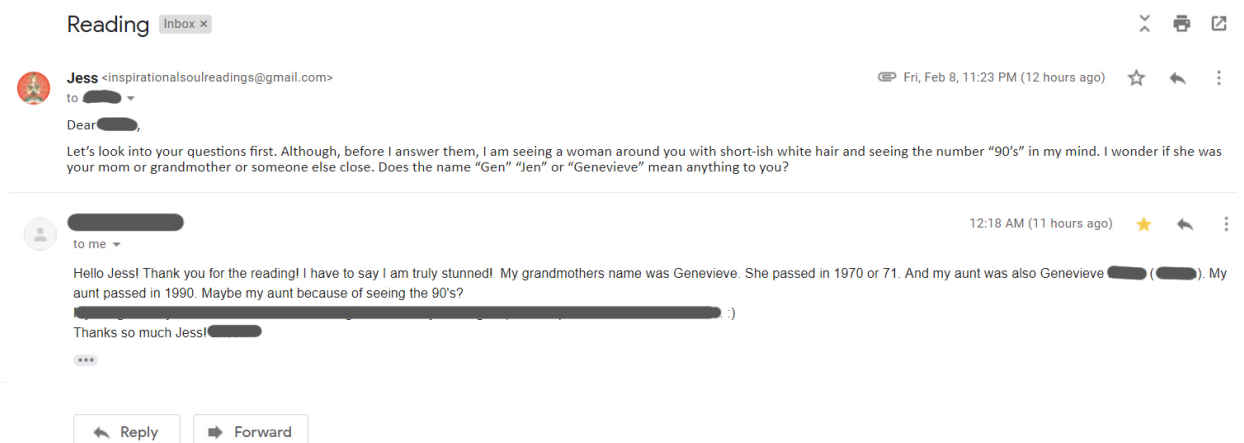 Reading Inbox ×
Jess <inspirationalsoulreadings@gmail.com> Fri, Feb 8, 11:23 PM (12 hours ago)
to
Dear ,
Let's look into your questions first. Although, before I answer them, I am seeing a woman around you with short-ish white hair and seeing the number “90's” in my mind. I wonder if she was
your mom or grandmother or someone else close. Does the name “Gen” “Jen” or “Genevieve” mean anything to you?
12:18 AM (11 hours ago)
to me
Hello Jess! Thank you for the reading! I have to say I am truly stunned! My grandmothers name was Genevieve. She passed in 1970 or 71. And my aunt was also Genevieve ( ). My
aunt passed in 1990. Maybe my aunt because of seeing the 90's?
. :)
Thanks so much Jess!
Reply Forward